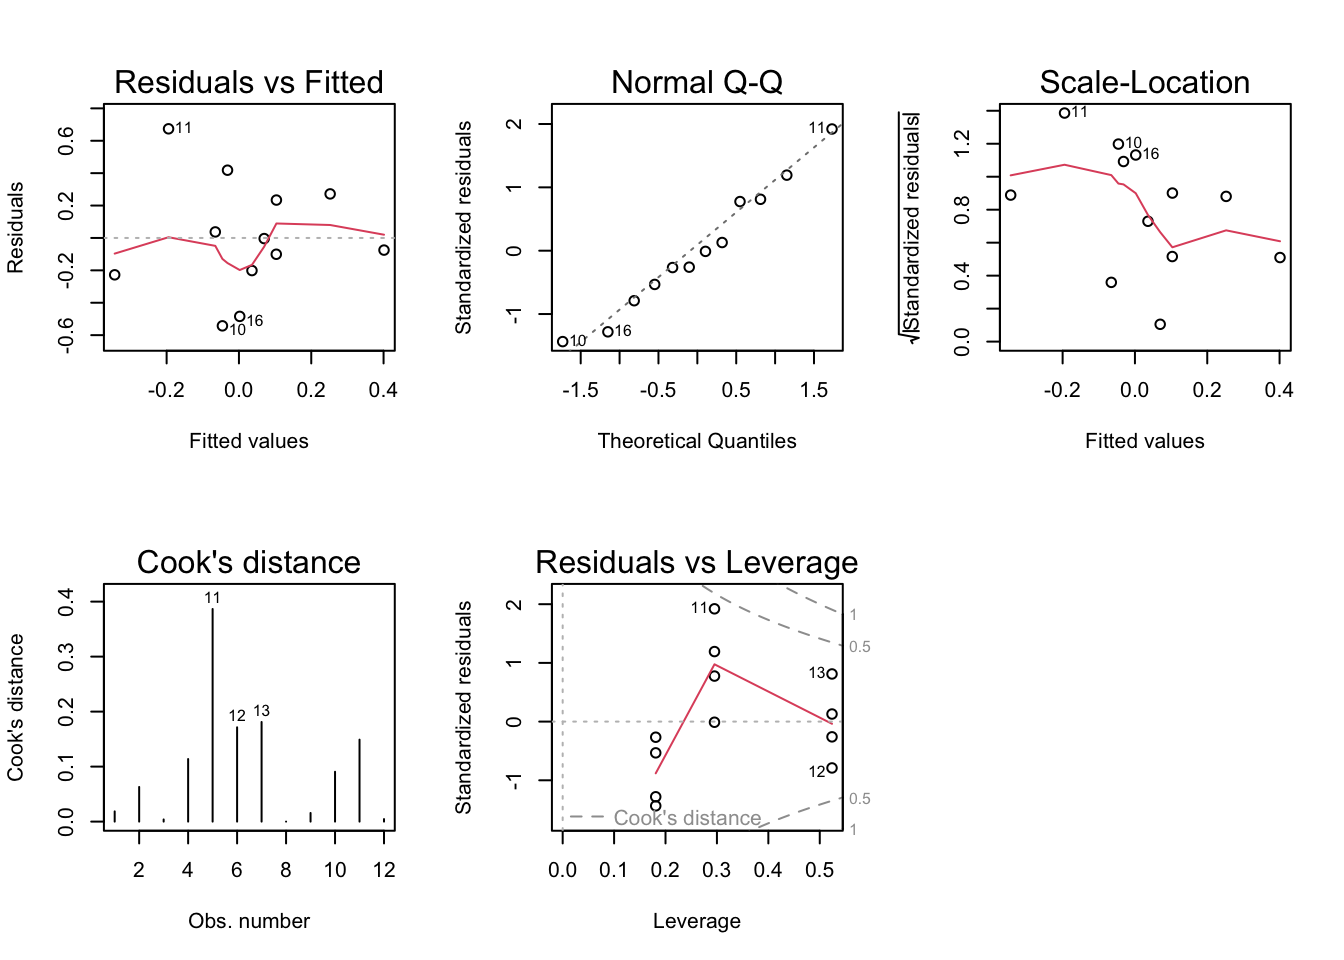 Residuals vs Fitted
Residuals
0.6
0.2
-0.2
-0.6
11
10
16
-0.2 0.0 0.2 0.4
Fitted values
Normal Q-Q
Standardized residuals
2
1
0
-1
11
10
16
-1.5 -0.5 0.5 1.5
Theoretical Quantiles
Scale-Location
√|Standardized residuals|
1.2
0.8
0.4
0.0
11
10
16
-0.2 0.0 0.2 0.4
Fitted values
Cook's distance
Cook's distance
0.4
0.3
0.2
0.1
0.0
11
12
13
2 4 6 8 10 12
Obs. number
Residuals vs Leverage
Standardized residuals
2
1
0
-1
11
13
12
1
0.5
0.5
1
Cook's distance
0.0 0.1 0.2 0.3 0.4 0.5
Leverage